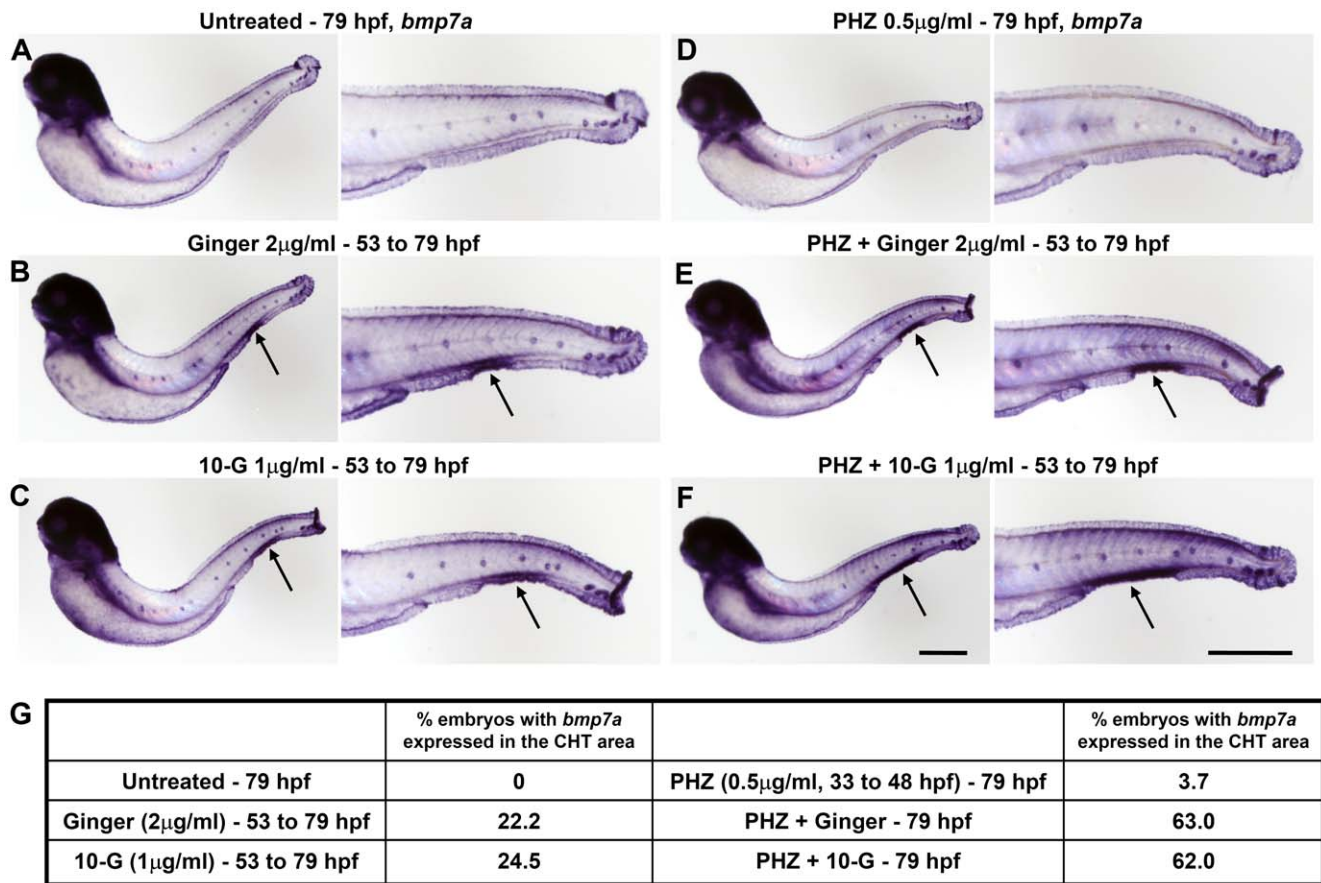 Untreated - 79 hpf, bmp7a
PHZ 0.5µg/ml - 79 hpf, bmp7a
A
D
Ginger 2µg/ml - 53 to 79 hpf
PHZ + Ginger 2µg/ml - 53 to 79 hpf
B
E
10-G 1µg/ml - 53 to 79 hpf
PHZ + 10-G 1µg/ml - 53 to 79 hpf
C
F
G
% embryos with bmp7a
expressed in the CHT area
% embryos with bmp7a
expressed in the CHT area
Untreated - 79 hpf
0
PHZ (0.5µg/ml, 33 to 48 hpf) - 79 hpf
3.7
Ginger (2µg/ml) - 53 to 79 hpf
22.2
PHZ + Ginger - 79 hpf
63.0
10-G (1µg/ml) - 53 to 79 hpf
24.5
PHZ + 10-G - 79 hpf
62.0